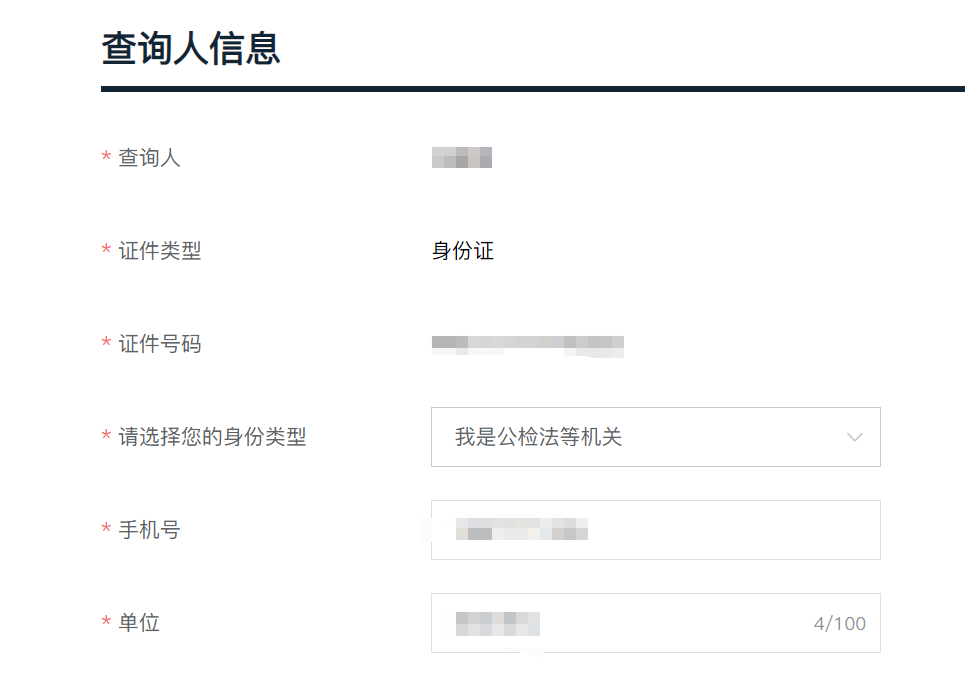 查询人信息
* 查询人
* 证件类型 身份证
* 证件号码
* 请选择您的身份类型 我是公检法等机关
* 手机号
* 单位 4/100